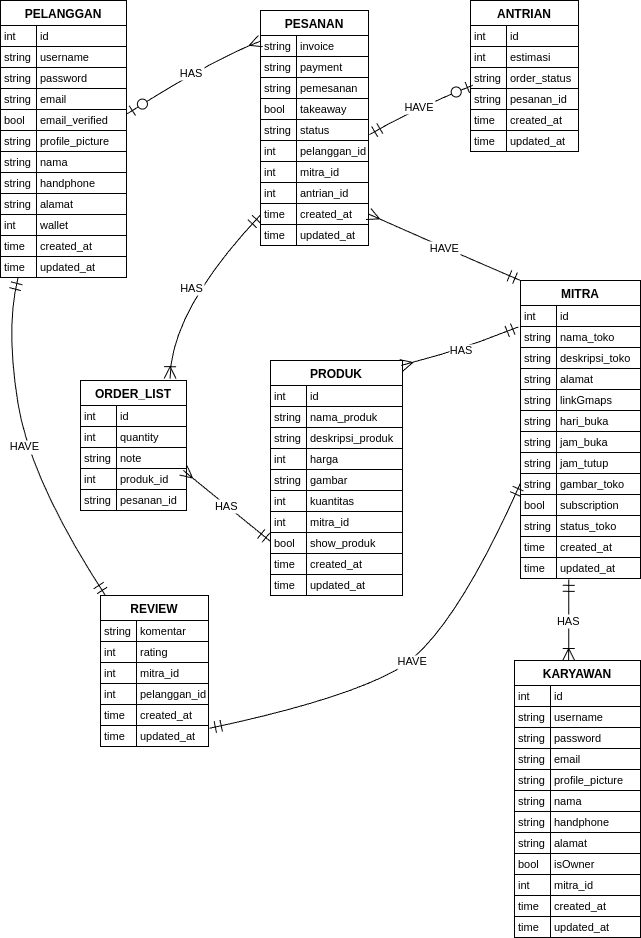 PELANGGAN
int id
string username
string password
string email
bool email_verified
string profile_picture
string nama
string handphone
string alamat
int wallet
time created_at
time updated_at
HAS
PESANAN
string invoice
string payment
string pemesanan
bool takeaway
string status
int pelanggan_id
int mitra_id
int antrian_id
time created_at
time updated_at
HAVE
ANTRIAN
int id
int estimasi
string order_status
string pesanan_id
time created_at
time updated_at
HAVE
HAS
MITRA
int id
string nama_toko
string deskripsi_toko
string alamat
string linkGmaps
string hari_buka
string jam_buka
string jam_tutup
string gambar_toko
bool subscription
string status_toko
time created_at
time updated_at
HAS
PRODUK
int id
string nama_produk
string deskripsi_produk
int harga
string gambar
int kuantitas
int mitra_id
bool show_produk
time created_at
time updated_at
ORDER_LIST
int id
int quantity
string note
int produk_id
string pesanan_id
HAS
HAVE
REVIEW
string komentar
int rating
int mitra_id
int pelanggan_id
time created_at
time updated_at
HAVE
HAS
KARYAWAN
int id
string username
string password
string email
string profile_picture
string nama
string handphone
string alamat
bool isOwner
int mitra_id
time created_at
time updated_at